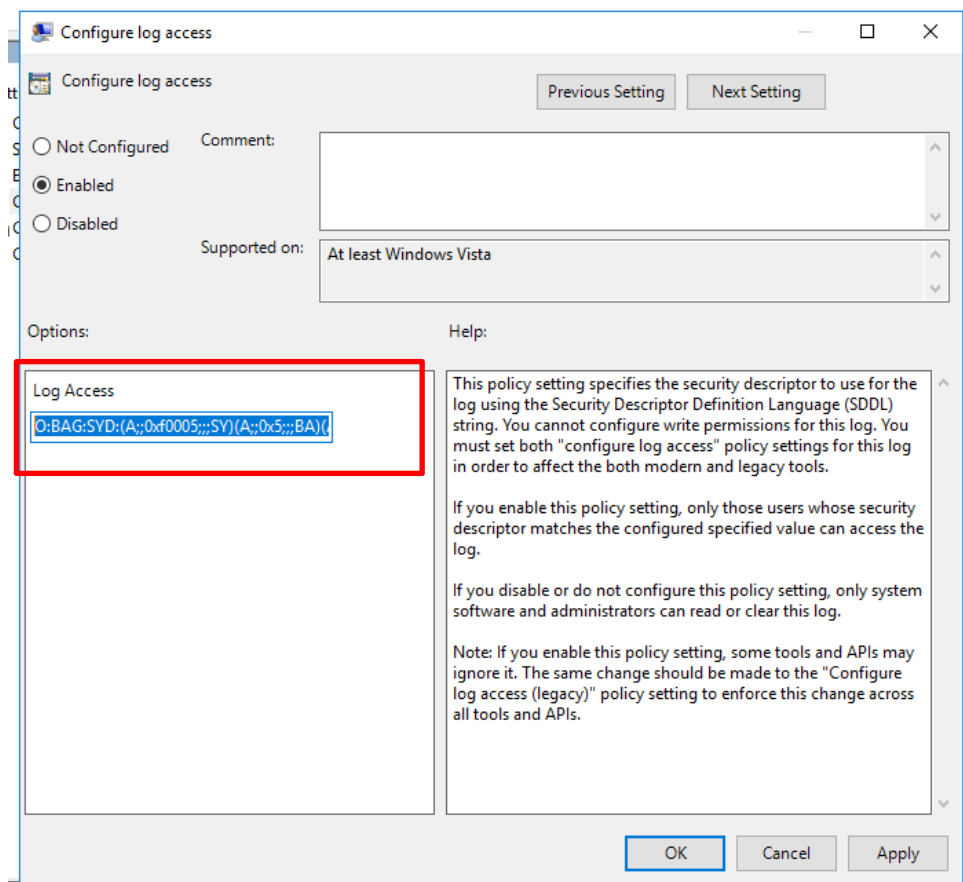 Configure log access
Configure log access
Previous Setting
Next Setting
Not Configured
Comment:
Enabled
Disabled
Supported on:
At least Windows Vista
Options:
Help:
Log Access
O:BAG:SYD:(A;;0xf0005;;;SY)(A;;0x5;;;BA)(
This policy setting specifies the security descriptor to use for the
log using the Security Descriptor Definition Language (SDDL)
string. You cannot configure write permissions for this log. You
must set both "configure log access" policy settings for this log
in order to affect the both modern and legacy tools.
If you enable this policy setting, only those users whose security
descriptor matches the configured specified value can access the
log.
If you disable or do not configure this policy setting, only system
software and administrators can read or clear this log.
Note: If you enable this policy setting, some tools and APIs may
ignore it. The same change should be made to the "Configure
log access (legacy)" policy setting to enforce this change across
all tools and APIs.
OK
Cancel
Apply